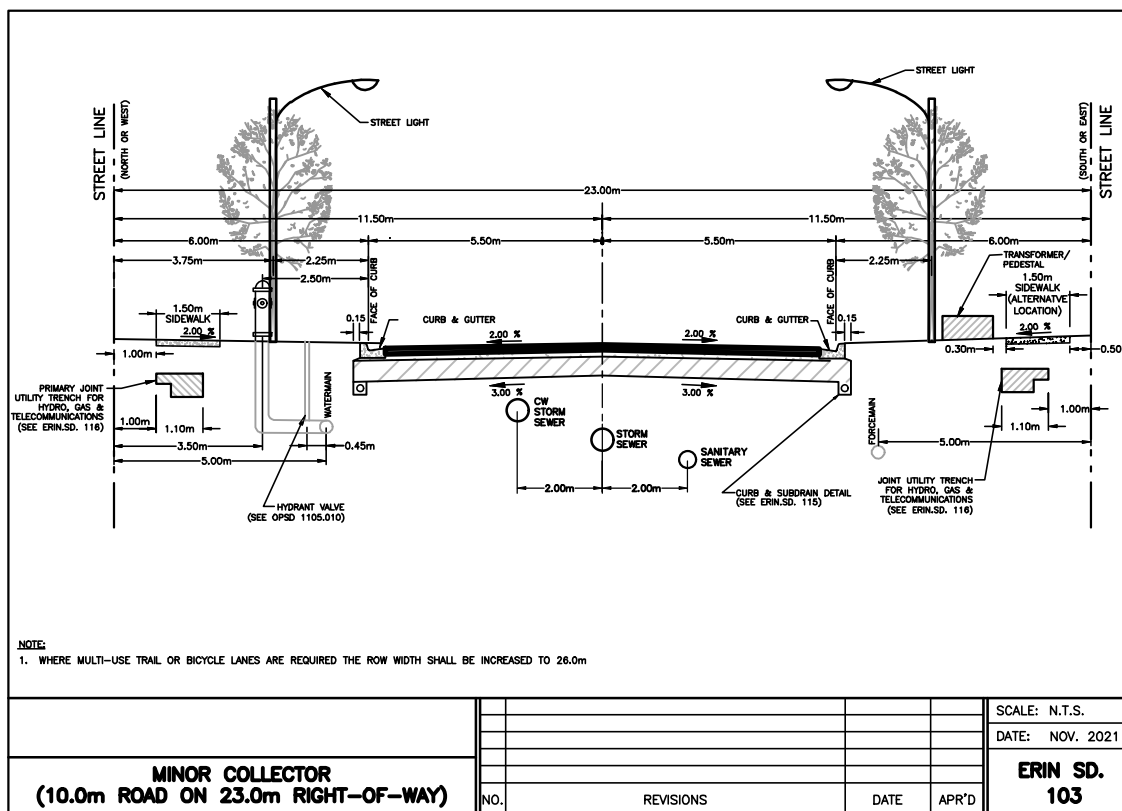 STREET LIGHT
STREET LIGHT
STREET LINE
(NORTH OR WEST)
(SOUTH OR EAST)
STREET LINE
23.00m
11.50m
11.50m
6.00m
5.50m
5.50m
6.00m
3.75m
2.25m
2.25m
2.50m
TRANSFORMER/
PEDESTAL
1.50m
SIDEWALK
(ALTERNATVE
LOCATION)
1.50m
SIDEWALK
FACE OF CURB
FACE OF CURB
0.15
CURB & GUTTER
CURB & GUTTER
0.15
2.00 %
2.00 %
2.00 %
2.00 %
1.00m
0.30m
0.50
3.00 %
3.00 %
PRIMARY JOINT
UTILITY TRENCH FOR
HYDRO, GAS &
TELECOMMUNICATIONS
(SEE ERIN.SD. 116)
1.00m
1.10m
3.50m
0.45m
5.00m
WATERMAIN
CW
STORM
SEWER
STORM
SEWER
SANITARY
SEWER
2.00m
2.00m
FORCEMAIN
1.00m
1.10m
5.00m
HYDRANT VALVE
(SEE OPSD 1105.010)
CURB & SUBDRAIN DETAIL
(SEE ERIN.SD. 115)
JOINT UTILITY TRENCH
FOR HYDRO, GAS &
TELECOMMUNICATIONS
(SEE ERIN.SD. 116)
NOTE:
1. WHERE MULTI-USE TRAIL OR BICYCLE LANES ARE REQUIRED THE ROW WIDTH SHALL BE INCREASED TO 26.0m
MINOR COLLECTOR
(10.0m ROAD ON 23.0m RIGHT-OF-WAY)
NO. REVISIONS DATE APR'D
SCALE: N.T.S.
DATE: NOV. 2021
ERIN SD.
103